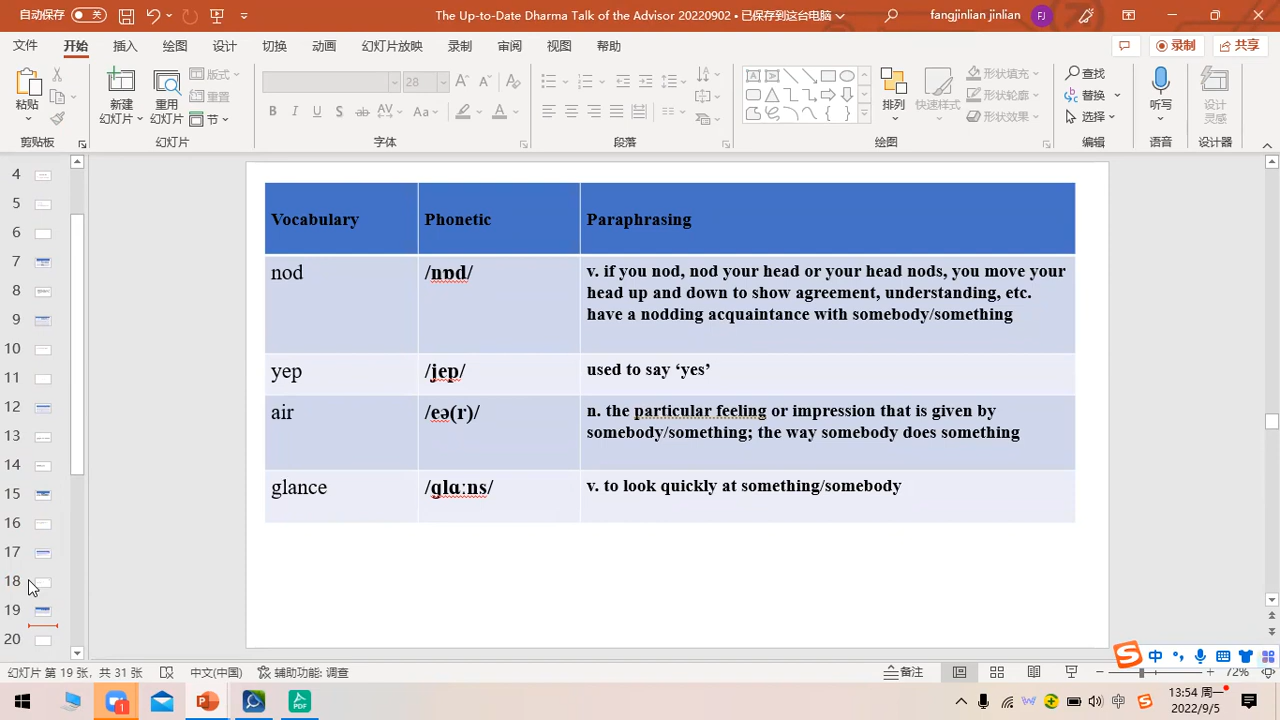 自动保存 关 The Up-to-Date Dharma Talk of the Advisor 20220902 • 已保存到这台电脑 fangjinlian jinlian FJ
文件 开始 插入 绘图 设计 切换 动画 幻灯片放映 录制 审阅 视图 帮助 录制 共享
粘贴 新建 幻灯片 重用 幻灯片 版式 重置 节 28 排列 快速样式 形状填充 形状轮廓 形状效果 查找 替换 选择 听写 设计 灵感
剪贴板 幻灯片 字体 段落 绘图 编辑 语音 设计器
4
5
6
7
8
9
10
11
12
13
14
15
16
17
18
19
20
Vocabulary Phonetic Paraphrasing
nod /nɒd/ v. if you nod, nod your head or your head nods, you move your
head up and down to show agreement, understanding, etc.
have a nodding acquaintance with somebody/something
yep /jep/ used to say ‘yes’
air /eə(r)/ n. the particular feeling or impression that is given by
somebody/something; the way somebody does something
glance /ɡlɑːns/ v. to look quickly at something/somebody
幻灯片 第 19 张, 共 31 张 中文(中国) 辅助功能: 调查 备注 72%
中
13:54 周一
2022/9/5